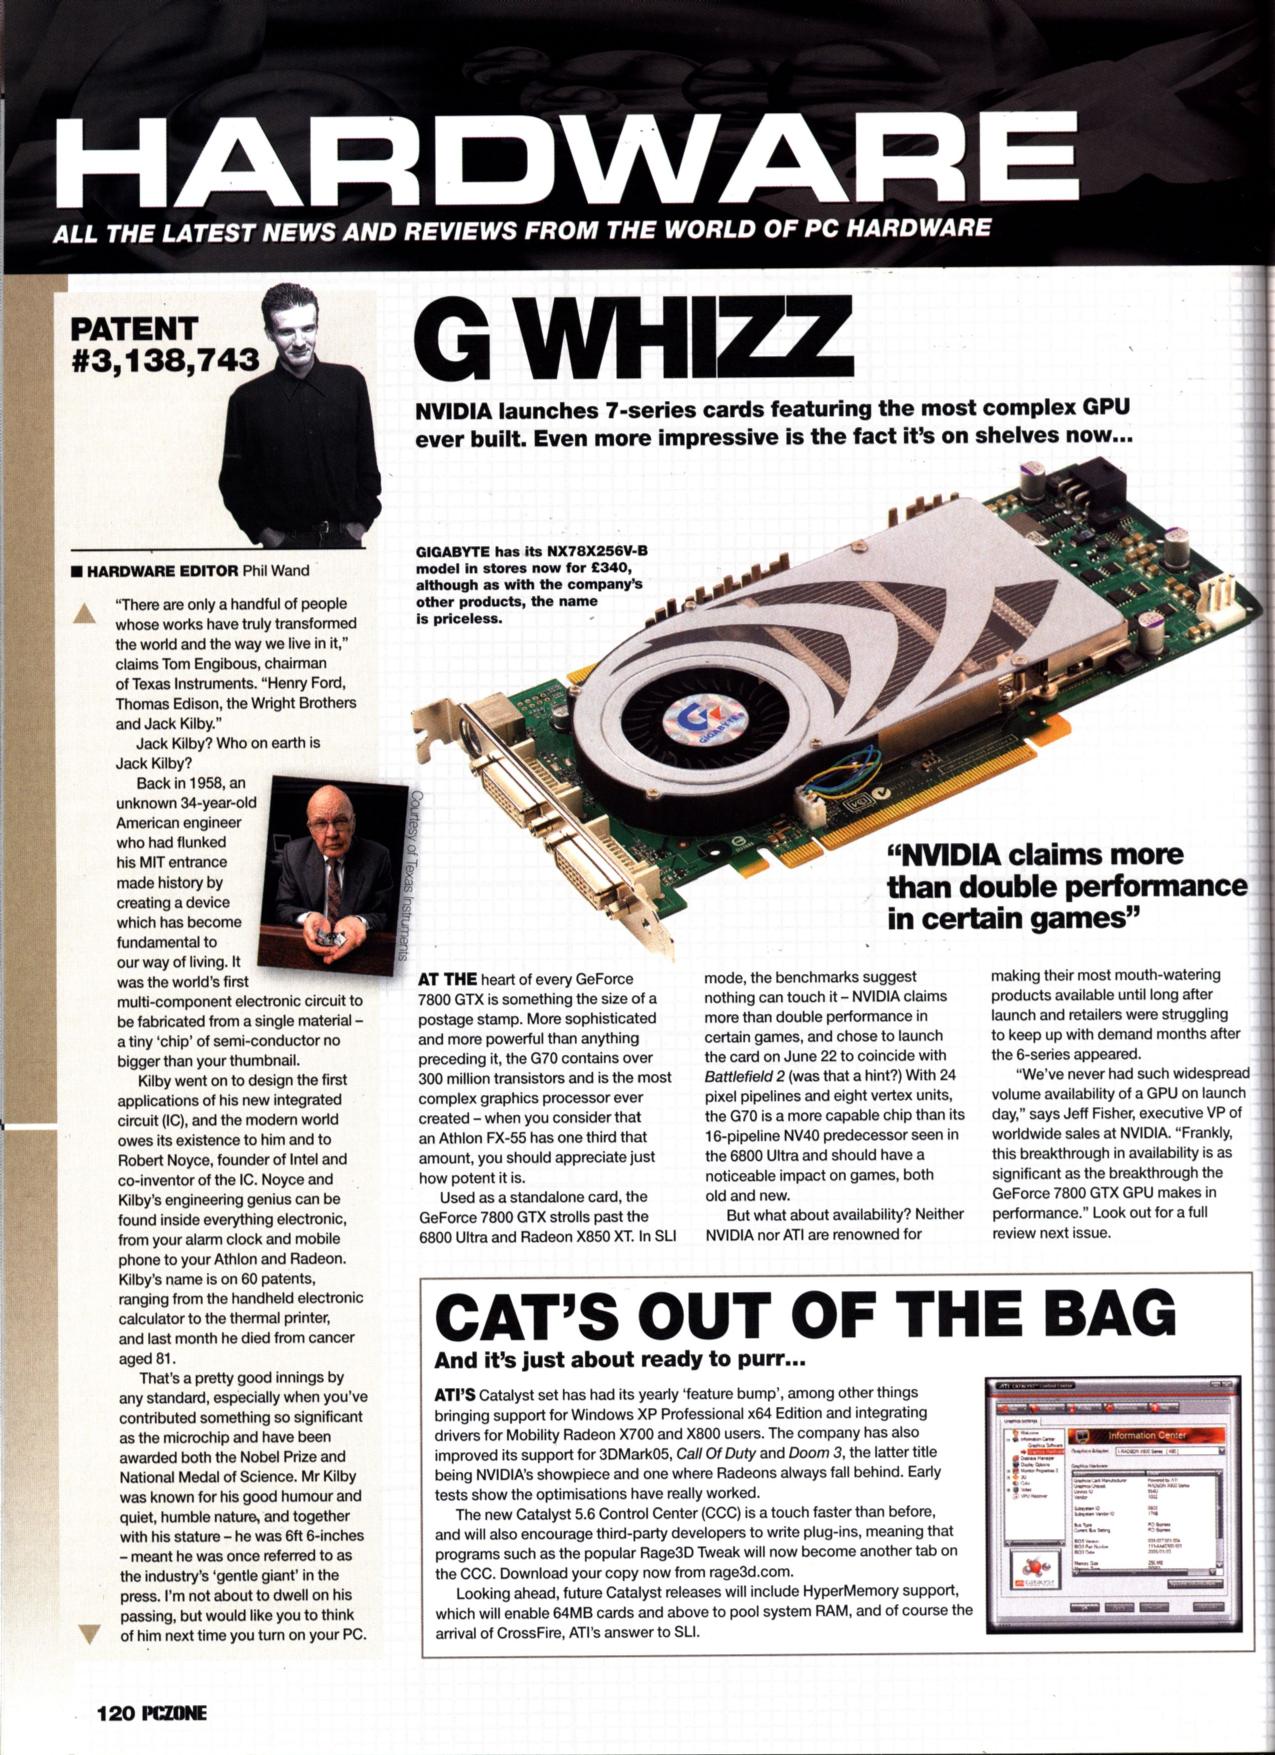 HARDWARE
ALL THE LATEST NEWS AND REVIEWS FROM THE WORLD OF PC HARDWARE
PATENT
#3,138,743
■ HARDWARE EDITOR Phil Wand
“There are only a handful of people
whose works have truly transformed
the world and the way we live in it,”
claims Tom Engibous, chairman
of Texas Instruments. “Henry Ford,
Thomas Edison, the Wright Brothers
and Jack Kilby.”
Jack Kilby? Who on earth is
Jack Kilby?
Back in 1958, an
unknown 34-year-old
American engineer
who had flunked
his MIT entrance
made history by
creating a device
which has become
fundamental to
our way of living. It
was the world’s first
multi-component electronic circuit to
be fabricated from a single material –
a tiny ‘chip’ of semi-conductor no
bigger than your thumbnail.
Kilby went on to design the first
applications of his new integrated
circuit (IC), and the modern world
owes its existence to him and to
Robert Noyce, founder of Intel and
co-inventor of the IC. Noyce and
Kilby’s engineering genius can be
found inside everything electronic,
from your alarm clock and mobile
phone to your Athlon and Radeon.
Kilby’s name is on 60 patents,
ranging from the handheld electronic
calculator to the thermal printer,
and last month he died from cancer
aged 81.
That’s a pretty good innings by
any standard, especially when you’ve
contributed something so significant
as the microchip and have been
awarded both the Nobel Prize and
National Medal of Science. Mr Kilby
was known for his good humour and
quiet, humble nature, and together
with his stature – he was 6ft 6-inches
– meant he was once referred to as
the industry’s ‘gentle giant’ in the
press. I’m not about to dwell on his
passing, but would like you to think
of him next time you turn on your PC.
Courtesy of Texas Instruments
G WHIZZ
NVIDIA launches 7-series cards featuring the most complex GPU
ever built. Even more impressive is the fact it’s on shelves now...
GIGABYTE has its NX78X256V-B
model in stores now for £340,
although as with the company’s
other products, the name
is priceless.
GIGABYTE
“NVIDIA claims more
than double performance
in certain games”
AT THE heart of every GeForce
7800 GTX is something the size of a
postage stamp. More sophisticated
and more powerful than anything
preceding it, the G70 contains over
300 million transistors and is the most
complex graphics processor ever
created – when you consider that
an Athlon FX-55 has one third that
amount, you should appreciate just
how potent it is.
Used as a standalone card, the
GeForce 7800 GTX strolls past the
6800 Ultra and Radeon X850 XT. In SLI
mode, the benchmarks suggest
nothing can touch it – NVIDIA claims
more than double performance in
certain games, and chose to launch
the card on June 22 to coincide with
Battlefield 2 (was that a hint?) With 24
pixel pipelines and eight vertex units,
the G70 is a more capable chip than its
16-pipeline NV40 predecessor seen in
the 6800 Ultra and should have a
noticeable impact on games, both
old and new.
But what about availability? Neither
NVIDIA nor ATI are renowned for
making their most mouth-watering
products available until long after
launch and retailers were struggling
to keep up with demand months after
the 6-series appeared.
“We’ve never had such widespread
volume availability of a GPU on launch
day,” says Jeff Fisher, executive VP of
worldwide sales at NVIDIA. “Frankly,
this breakthrough in availability is as
significant as the breakthrough the
GeForce 7800 GTX GPU makes in
performance.” Look out for a full
review next issue.
CAT’S OUT OF THE BAG
And it’s just about ready to purr...
ATI’S Catalyst set has had its yearly ‘feature bump’, among other things
bringing support for Windows XP Professional x64 Edition and integrating
drivers for Mobility Radeon X700 and X800 users. The company has also
improved its support for 3DMark05, Call Of Duty and Doom 3, the latter title
being NVIDIA’s showpiece and one where Radeons always fall behind. Early
tests show the optimisations have really worked.
The new Catalyst 5.6 Control Center (CCC) is a touch faster than before,
and will also encourage third-party developers to write plug-ins, meaning that
programs such as the popular Rage3D Tweak will now become another tab on
the CCC. Download your copy now from rage3d.com.
Looking ahead, future Catalyst releases will include HyperMemory support,
which will enable 64MB cards and above to pool system RAM, and of course the
arrival of CrossFire, ATI’s answer to SLI.
Information Center
120 PCZONE